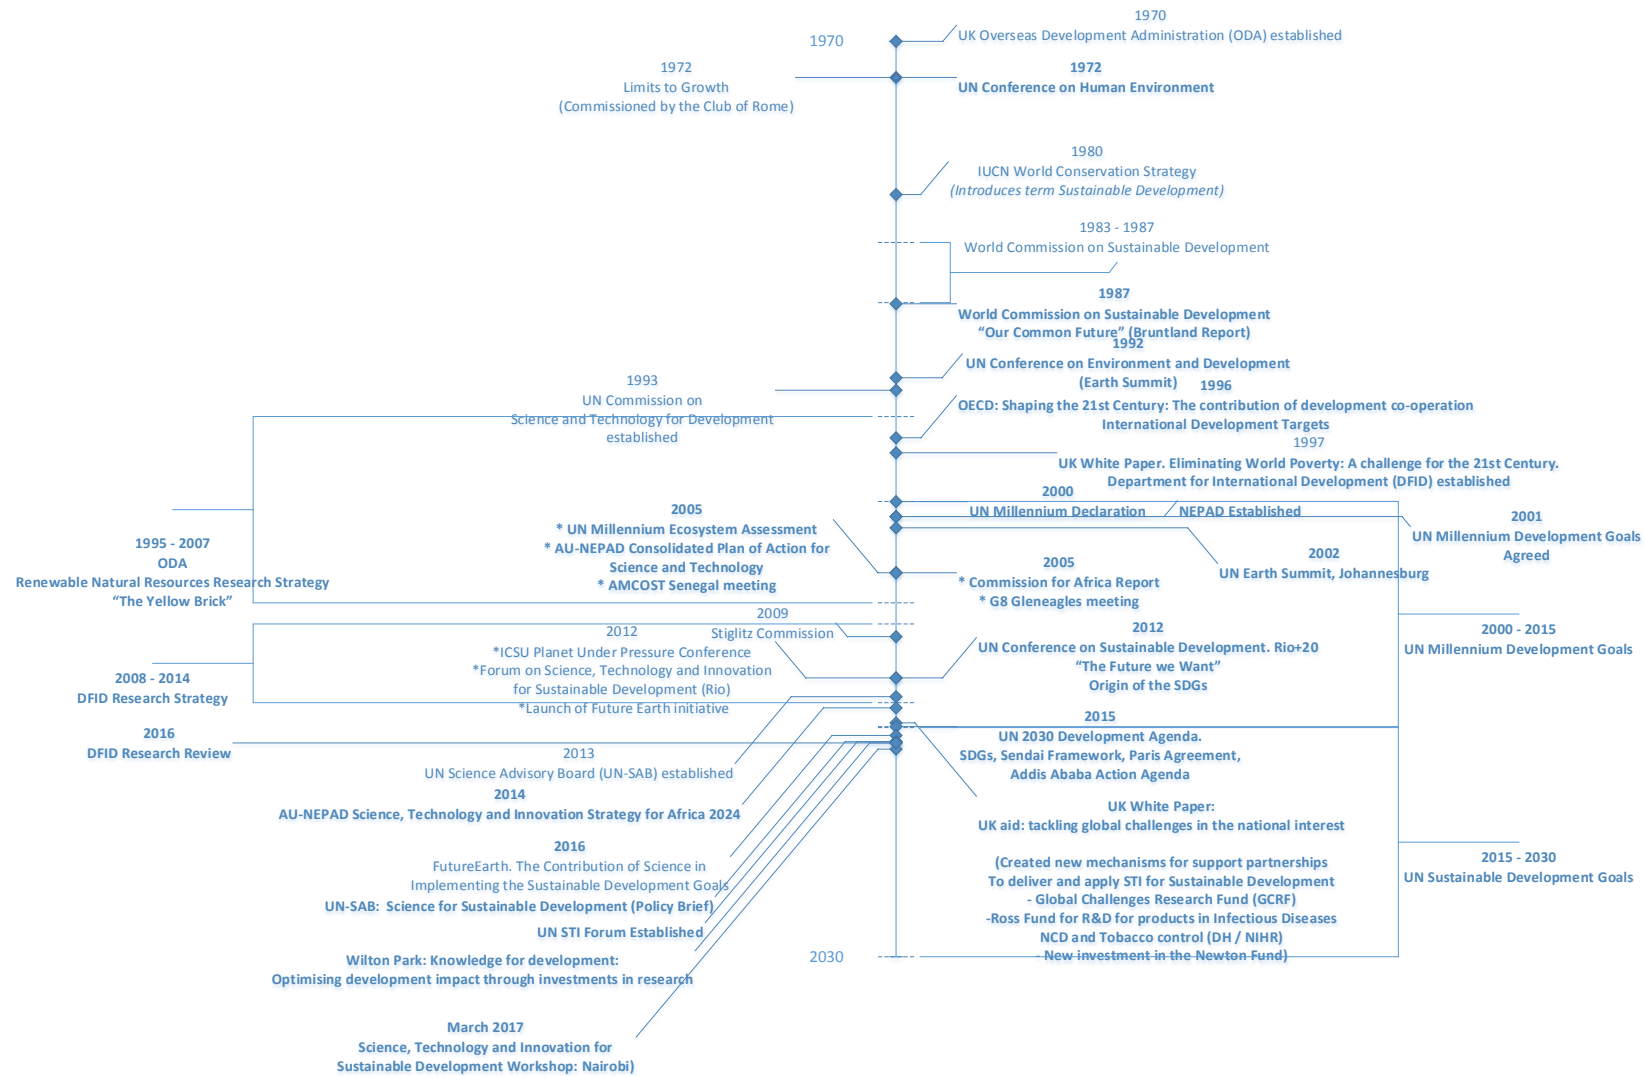 1970
1970
UK Overseas Development Administration (ODA) established
1972
Limits to Growth
(Commissioned by the Club of Rome)
1972
UN Conference on Human Environment
1980
IUCN World Conservation Strategy
(Introduces term Sustainable Development)
1983 - 1987
World Commission on Sustainable Development
1987
World Commission on Sustainable Development
“Our Common Future” (Bruntland Report)
1992
UN Conference on Environment and Development
(Earth Summit)
1993
UN Commission on
Science and Technology for Development
established
1996
OECD: Shaping the 21st Century: The contribution of development co-operation
International Development Targets
1997
UK White Paper. Eliminating World Poverty: A challenge for the 21st Century.
Department for International Development (DFID) established
2000
UN Millennium Declaration
NEPAD Established
2001
UN Millennium Development Goals
Agreed
2002
UN Earth Summit, Johannesburg
1995 - 2007
ODA
Renewable Natural Resources Research Strategy
“The Yellow Brick”
2005
* UN Millennium Ecosystem Assessment
* AU-NEPAD Consolidated Plan of Action for
Science and Technology
* AMCOST Senegal meeting
2005
* Commission for Africa Report
* G8 Gleneagles meeting
2009
Stiglitz Commission
2012
*ICSU Planet Under Pressure Conference
*Forum on Science, Technology and Innovation
for Sustainable Development (Rio)
*Launch of Future Earth initiative
2012
UN Conference on Sustainable Development. Rio+20
“The Future we Want”
Origin of the SDGs
2000 - 2015
UN Millennium Development Goals
2008 - 2014
DFID Research Strategy
2016
DFID Research Review
2013
UN Science Advisory Board (UN-SAB) established
2014
AU-NEPAD Science, Technology and Innovation Strategy for Africa 2024
2015
UN 2030 Development Agenda.
SDGs, Sendai Framework, Paris Agreement,
Addis Ababa Action Agenda
UK White Paper:
UK aid: tackling global challenges in the national interest
(Created new mechanisms for support partnerships
To deliver and apply STI for Sustainable Development
- Global Challenges Research Fund (GCRF)
-Ross Fund for R&D for products in Infectious Diseases
NCD and Tobacco control (DH / NIHR)
- New investment in the Newton Fund)
2015 - 2030
UN Sustainable Development Goals
2016
FutureEarth. The Contribution of Science in
Implementing the Sustainable Development Goals
UN-SAB: Science for Sustainable Development (Policy Brief)
UN STI Forum Established
Wilton Park: Knowledge for development:
Optimising development impact through investments in research
2030
March 2017
Science, Technology and Innovation for
Sustainable Development Workshop: Nairobi)